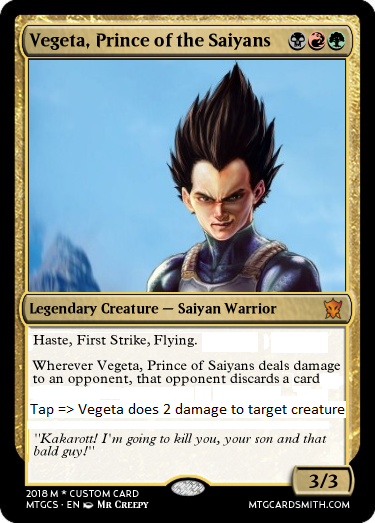 Vegeta, Prince of the Saiyans
Legendary Creature — Saiyan Warrior
Haste, First Strike, Flying.
Wherever Vegeta, Prince of Saiyans deals damage
to an opponent, that opponent discards a card
Tap => Vegeta does 2 damage to target creature
"Kakarott! I'm going to kill you, your son and that
bald guy!"
3/3
2018 M * CUSTOM CARD
MTGCS • EN Mr Creepy
MTGCARDSMITH.COM